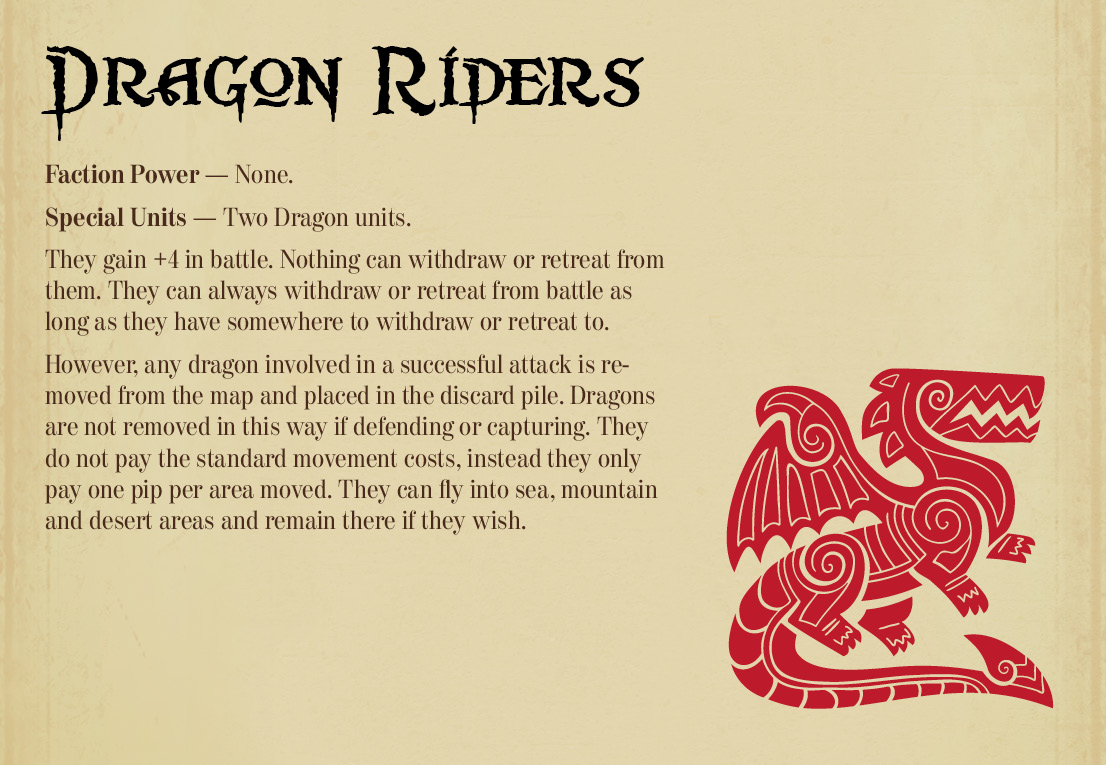 Dragon Riders
Faction Power — None.
Special Units — Two Dragon units.
They gain +4 in battle. Nothing can withdraw or retreat from
them. They can always withdraw or retreat from battle as
long as they have somewhere to withdraw or retreat to.
However, any dragon involved in a successful attack is re-
moved from the map and placed in the discard pile. Dragons
are not removed in this way if defending or capturing. They
do not pay the standard movement costs, instead they only
pay one pip per area moved. They can fly into sea, mountain
and desert areas and remain there if they wish.